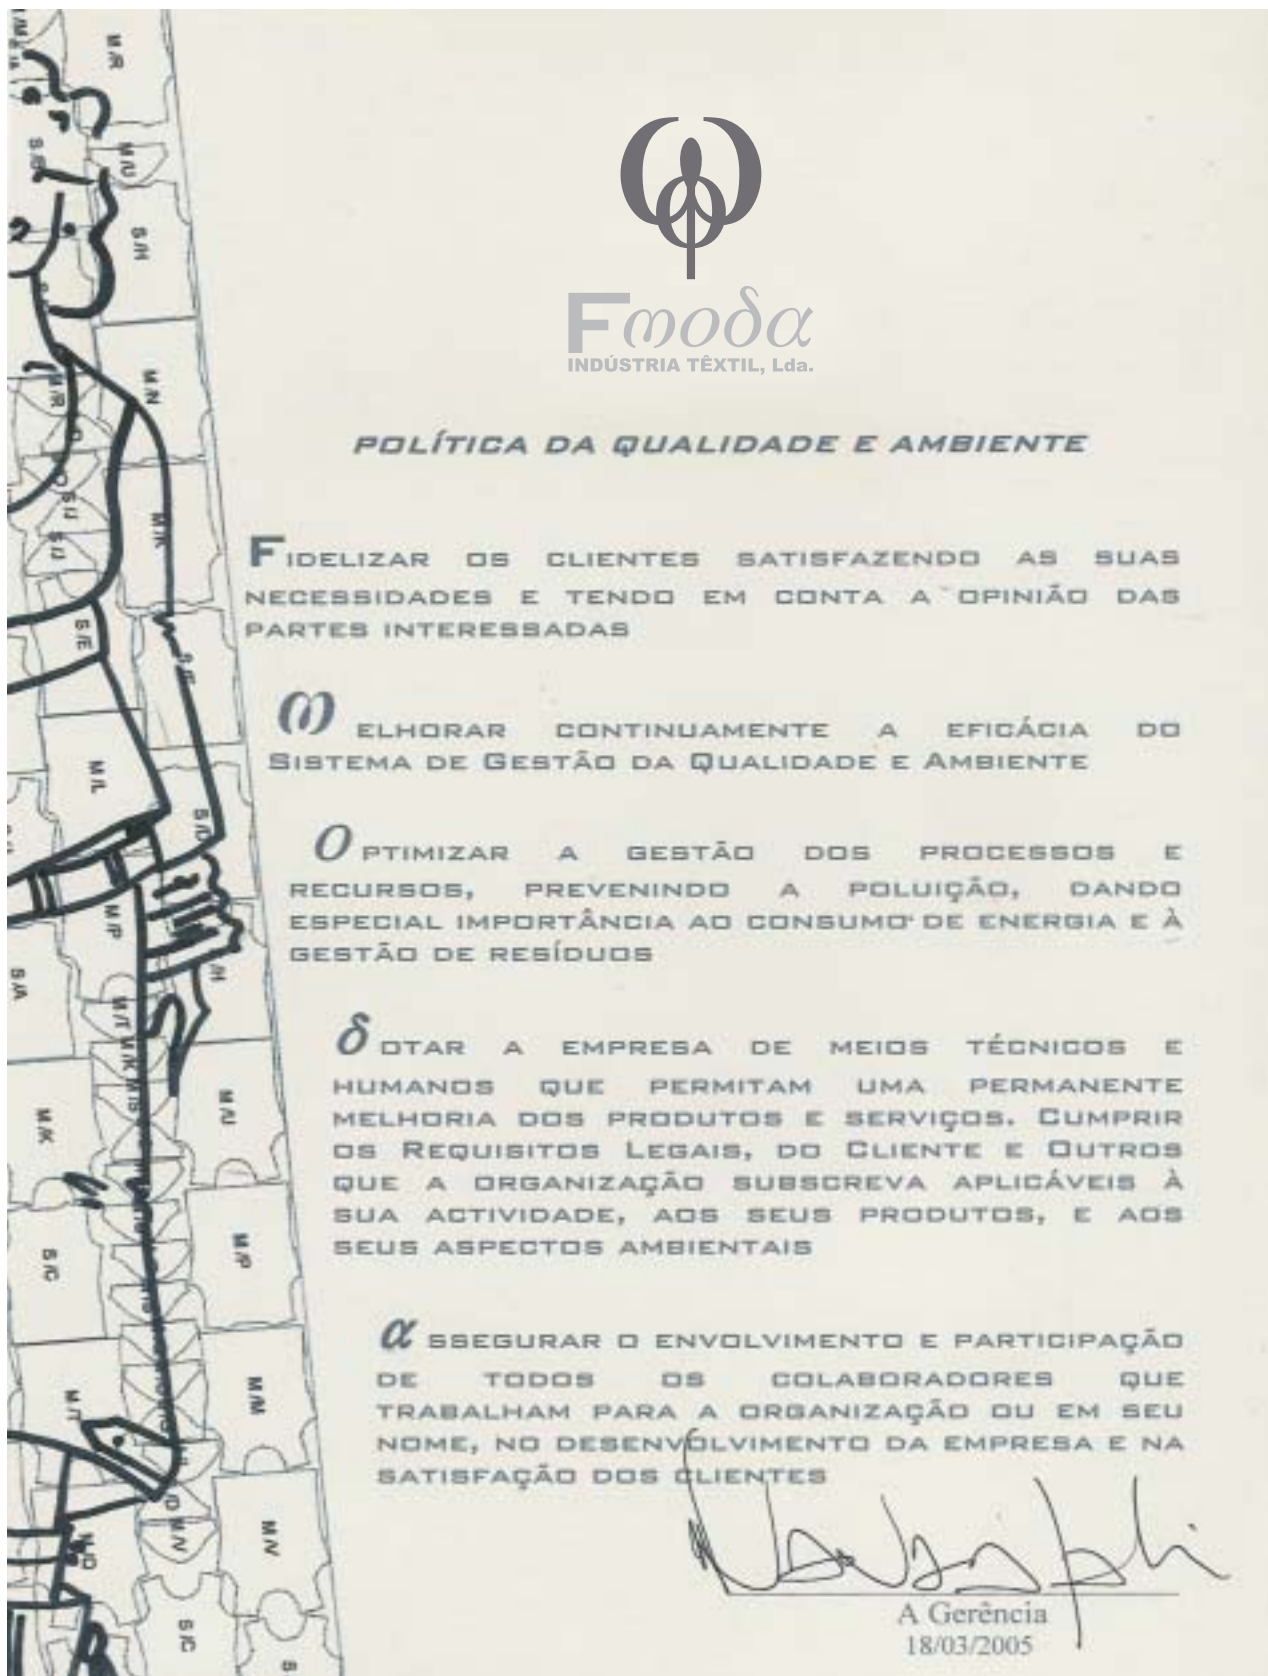 Fmoda
INDÚSTRIA TÊXTIL, Lda.
POLÍTICA DA QUALIDADE E AMBIENTE
FIDELIZAR OS CLIENTES SATISFAZENDO AS SUAS
NECESSIDADES E TENDO EM CONTA A OPINIÃO DAS
PARTES INTERESSADAS
MELHORAR CONTINUAMENTE A EFICÁCIA DO
SISTEMA DE GESTÃO DA QUALIDADE E AMBIENTE
OPTIMIZAR A GESTÃO DOS PROCESSOS E
RECURSOS, PREVENINDO A POLUIÇÃO, DANDO
ESPECIAL IMPORTÂNCIA AO CONSUMO DE ENERGIA E À
GESTÃO DE RESÍDUOS
δOTAR A EMPRESA DE MEIOS TÉCNICOS E
HUMANOS QUE PERMITAM UMA PERMANENTE
MELHORIA DOS PRODUTOS E SERVIÇOS. CUMPRIR
OS REQUISITOS LEGAIS, DO CLIENTE E OUTROS
QUE A ORGANIZAÇÃO SUBSCREVA APLICÁVEIS À
SUA ACTIVIDADE, AOS SEUS PRODUTOS, E AOS
SEUS ASPECTOS AMBIENTAIS
αSSEGURAR O ENVOLVIMENTO E PARTICIPAÇÃO
DE TODOS OS COLABORADORES QUE
TRABALHAM PARA A ORGANIZAÇÃO OU EM SEU
NOME, NO DESENVOLVIMENTO DA EMPRESA E NA
SATISFAÇÃO DOS CLIENTES
A Gerência
18/03/2005
M/R
M/U
S/H
M/N
M/R
M/K
S/J
S/J
S/E
M/L
S/U
M/P
S/A
/H
M/T
M/K
M/U
M/K
M/P
S/C
M/M
M/T
M/V
M/V
S/C